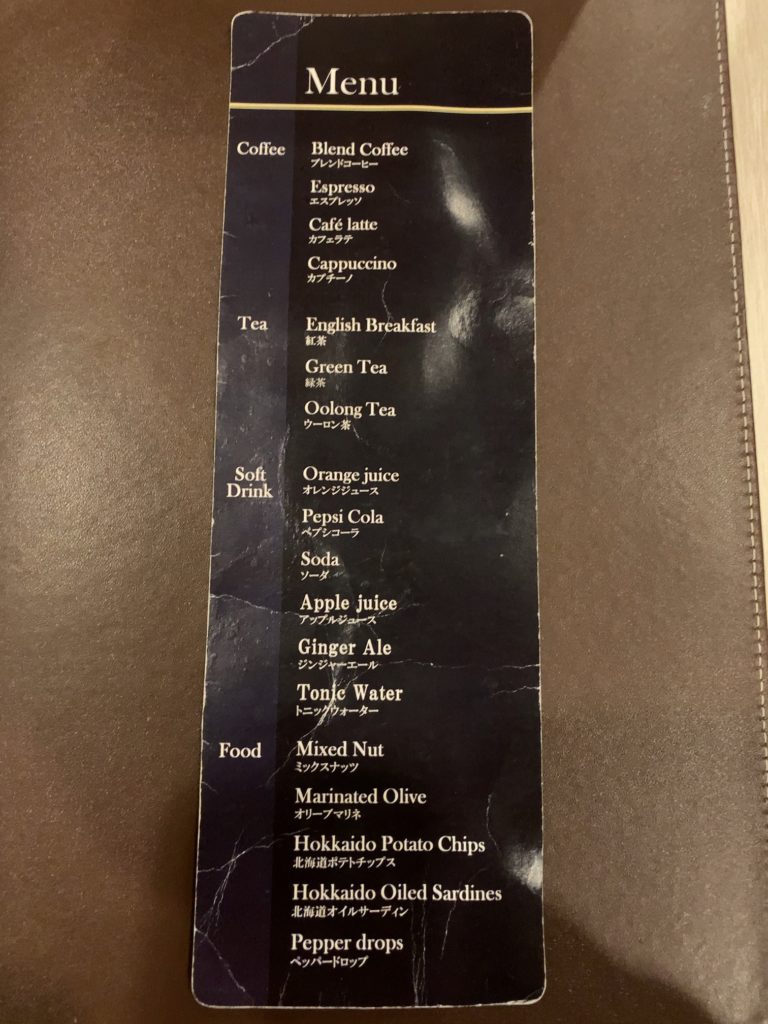 Menu
Coffee
Blend Coffee
ブレンドコーヒー
Espresso
エスプレッソ
Café latte
カフェラテ
Cappuccino
カプチーノ
Tea
English Breakfast
紅茶
Green Tea
緑茶
Oolong Tea
ウーロン茶
Soft
Drink
Orange juice
オレンジジュース
Pepsi Cola
ペプシコーラ
Soda
ソーダ
Apple juice
アップルジュース
Ginger Ale
ジンジャーエール
Tonic Water
トニックウォーター
Food
Mixed Nut
ミックスナッツ
Marinated Olive
オリーブマリネ
Hokkaido Potato Chips
北海道ポテトチップス
Hokkaido Oiled Sardines
北海道オイルサーディン
Pepper drops
ペッパードロップ